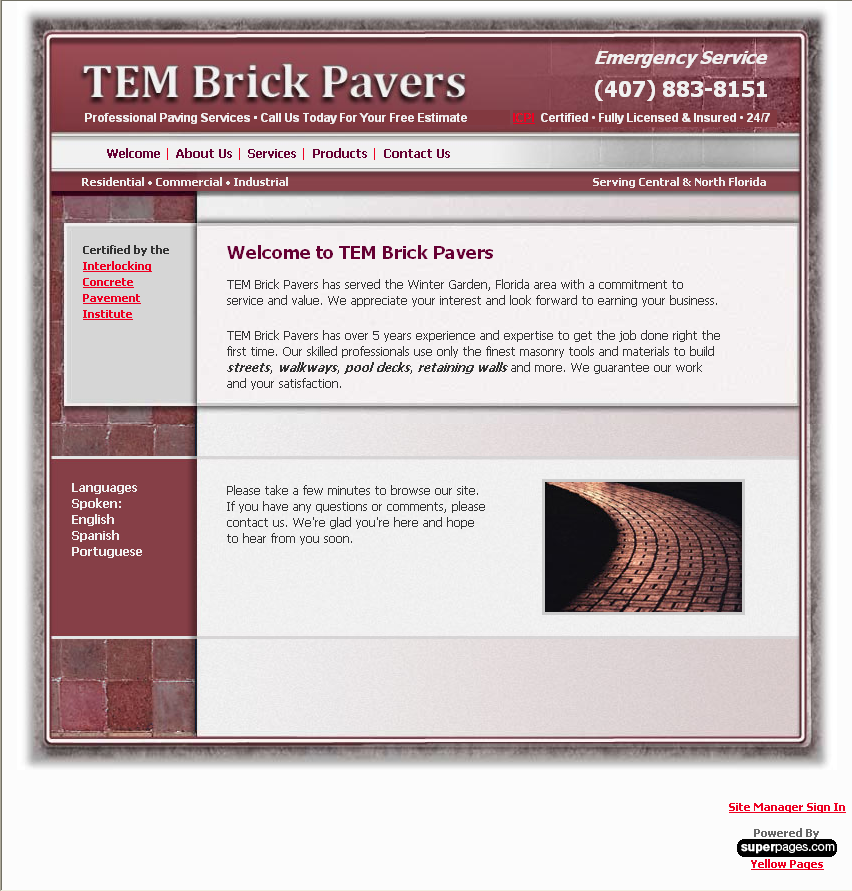 TEM Brick Pavers
Professional Paving Services • Call Us Today For Your Free Estimate
Emergency Service
(407) 883-8151
Certified • Fully Licensed & Insured • 24/7
Welcome | About Us | Services | Products | Contact Us
Residential • Commercial • Industrial
Serving Central & North Florida
Certified by the
Interlocking
Concrete
Pavement
Institute
Welcome to TEM Brick Pavers
TEM Brick Pavers has served the Winter Garden, Florida area with a commitment to
service and value. We appreciate your interest and look forward to earning your business.
TEM Brick Pavers has over 5 years experience and expertise to get the job done right the
first time. Our skilled professionals use only the finest masonry tools and materials to build
streets, walkways, pool decks, retaining walls and more. We guarantee our work
and your satisfaction.
Languages
Spoken:
English
Spanish
Portuguese
Please take a few minutes to browse our site.
If you have any questions or comments, please
contact us. We're glad you're here and hope
to hear from you soon.
Site Manager Sign In
Powered By
superpages.com
Yellow Pages